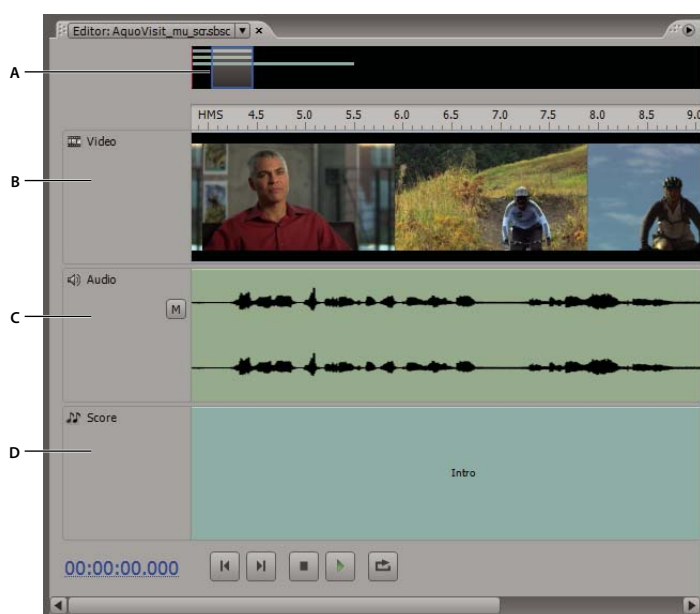 Editor: AquoVisit_mu_sc.sbsc
A
HMS 4.5 5.0 5.5 6.0 6.5 7.0 7.5 8.0 8.5 9.0
Video
B
Audio
M
C
Score
D
Intro
00:00:00.000